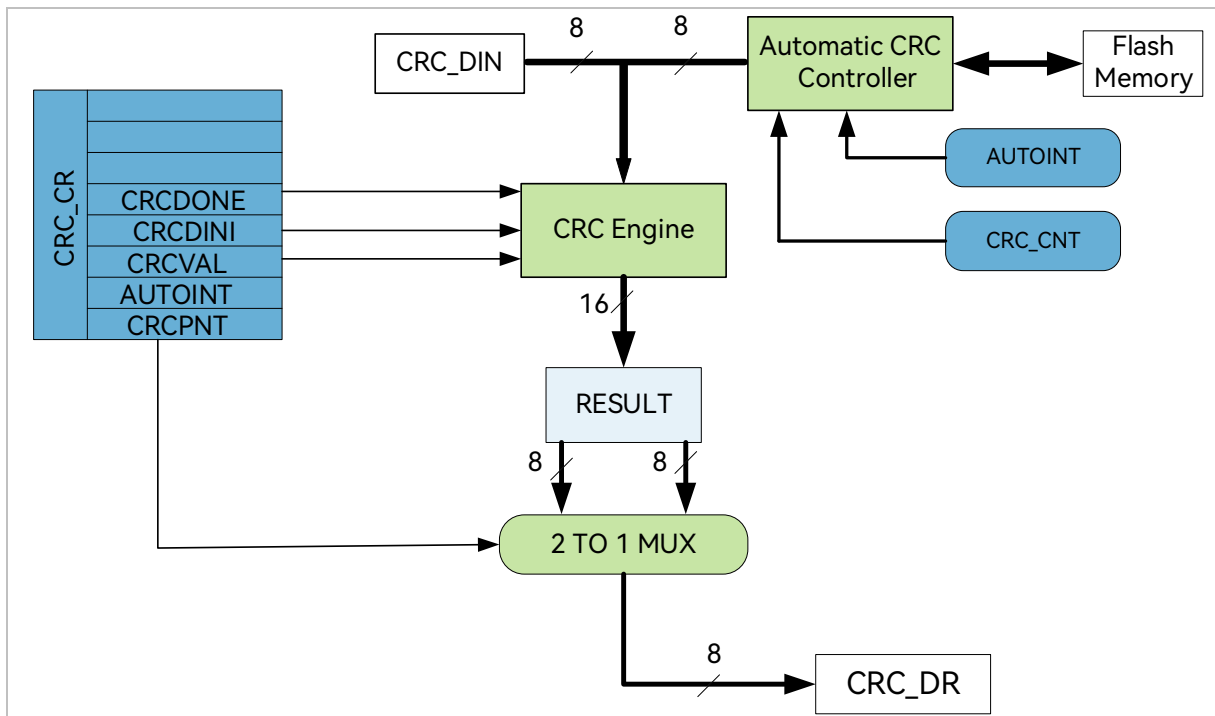 8
8
CRC_DIN
Automatic CRC
Controller
Flash
Memory
CRC_CR
CRCDONE
CRCDINI
CRCVAL
AUTOINT
CRCPNT
CRC Engine
AUTOINT
CRC_CNT
16
RESULT
8
8
2 TO 1 MUX
8
CRC_DR